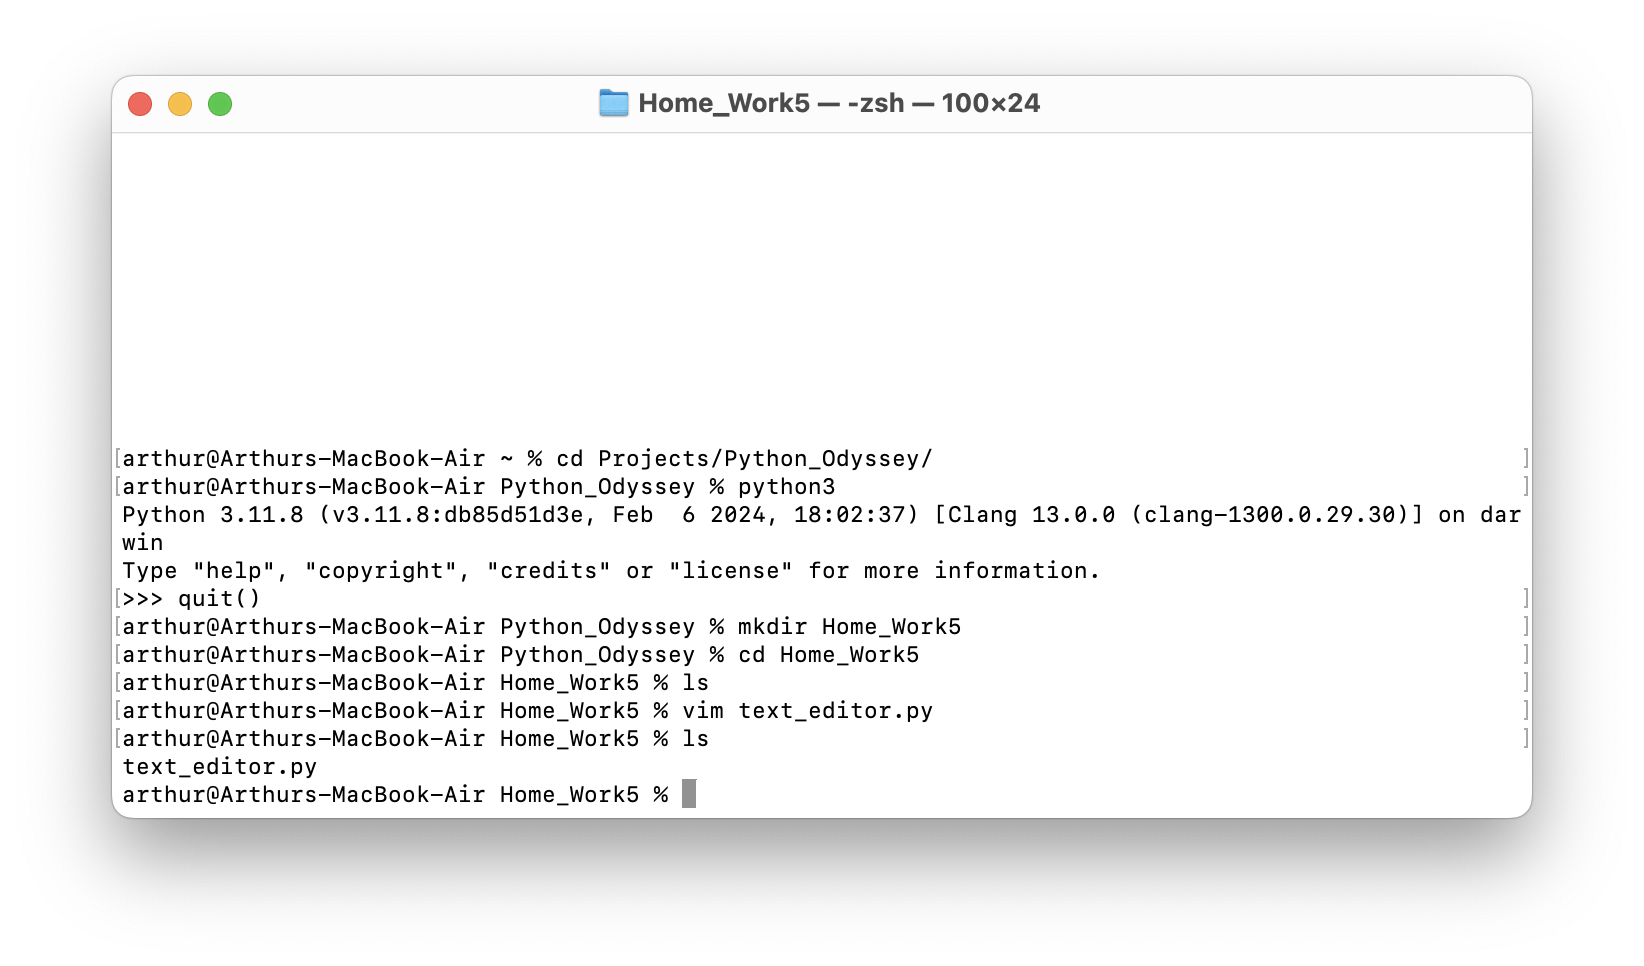 Home_Work5 — -zsh — 100×24
[arthur@Arthurs-MacBook-Air ~ % cd Projects/Python_Odyssey/ ]
[arthur@Arthurs-MacBook-Air Python_Odyssey % python3 ]
Python 3.11.8 (v3.11.8:db85d51d3e, Feb  6 2024, 18:02:37) [Clang 13.0.0 (clang-1300.0.29.30)] on dar
win
Type "help", "copyright", "credits" or "license" for more information.
[>>> quit() ]
[arthur@Arthurs-MacBook-Air Python_Odyssey % mkdir Home_Work5 ]
[arthur@Arthurs-MacBook-Air Python_Odyssey % cd Home_Work5 ]
[arthur@Arthurs-MacBook-Air Home_Work5 % ls ]
[arthur@Arthurs-MacBook-Air Home_Work5 % vim text_editor.py ]
[arthur@Arthurs-MacBook-Air Home_Work5 % ls ]
text_editor.py
arthur@Arthurs-MacBook-Air Home_Work5 %